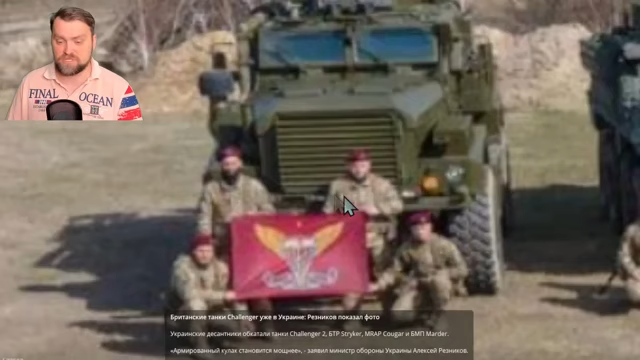 FINAL OCEAN
Британские танки Challenger уже в Украине: Резников показал фото
Украинские десантники обкатали танки Challenger 2, БТР Stryker, MRAP Cougar и БМП Marder.
«Армированный кулак становится мощнее», - заявил министр обороны Украины Алексей Резников.